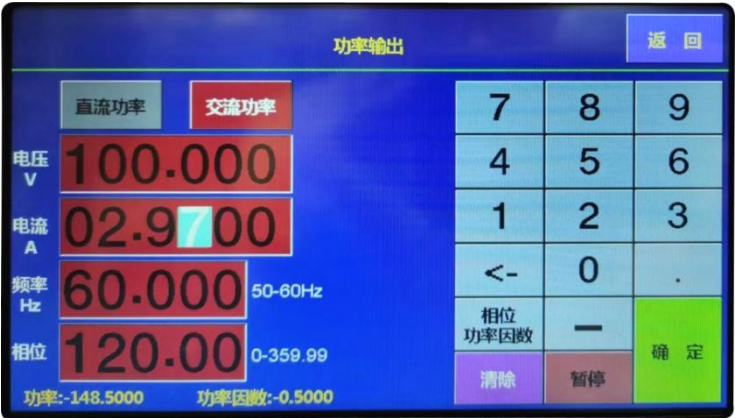 功率输出
返 回
直流功率 交流功率
电压
V
100.000
电流
A
02.9700
频率
Hz
60.000
50-60Hz
相位
120.00
0-359.99
功率:-148.5000 功率因数:-0.5000
7 8 9
4 5 6
1 2 3
<- 0 .
相位
功率因数
—
确 定
清除 暂停